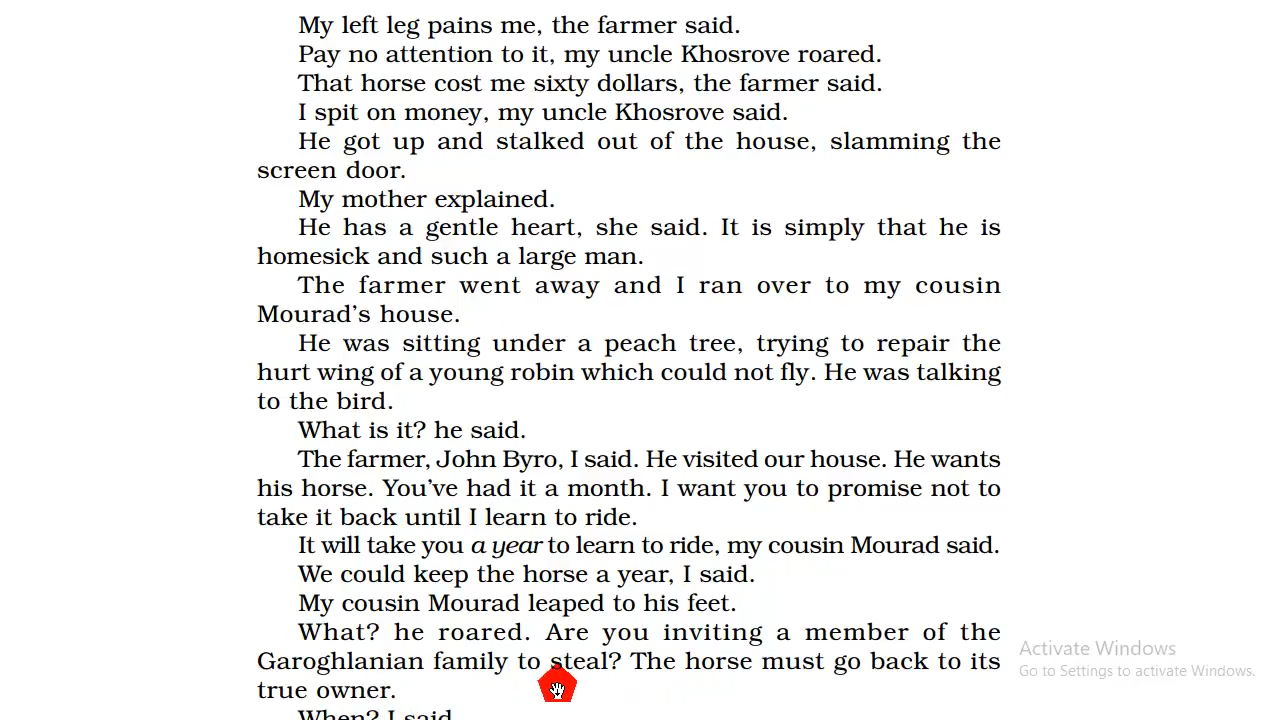 My left leg pains me, the farmer said.
Pay no attention to it, my uncle Khosrove roared.
That horse cost me sixty dollars, the farmer said.
I spit on money, my uncle Khosrove said.
He got up and stalked out of the house, slamming the
screen door.
My mother explained.
He has a gentle heart, she said. It is simply that he is
homesick and such a large man.
The farmer went away and I ran over to my cousin
Mourad’s house.
He was sitting under a peach tree, trying to repair the
hurt wing of a young robin which could not fly. He was talking
to the bird.
What is it? he said.
The farmer, John Byro, I said. He visited our house. He wants
his horse. You’ve had it a month. I want you to promise not to
take it back until I learn to ride.
It will take you a year to learn to ride, my cousin Mourad said.
We could keep the horse a year, I said.
My cousin Mourad leaped to his feet.
What? he roared. Are you inviting a member of the
Garoghlanian family to steal? The horse must go back to its
true owner.
When? I said.
Activate Windows
Go to Settings to activate Windows.